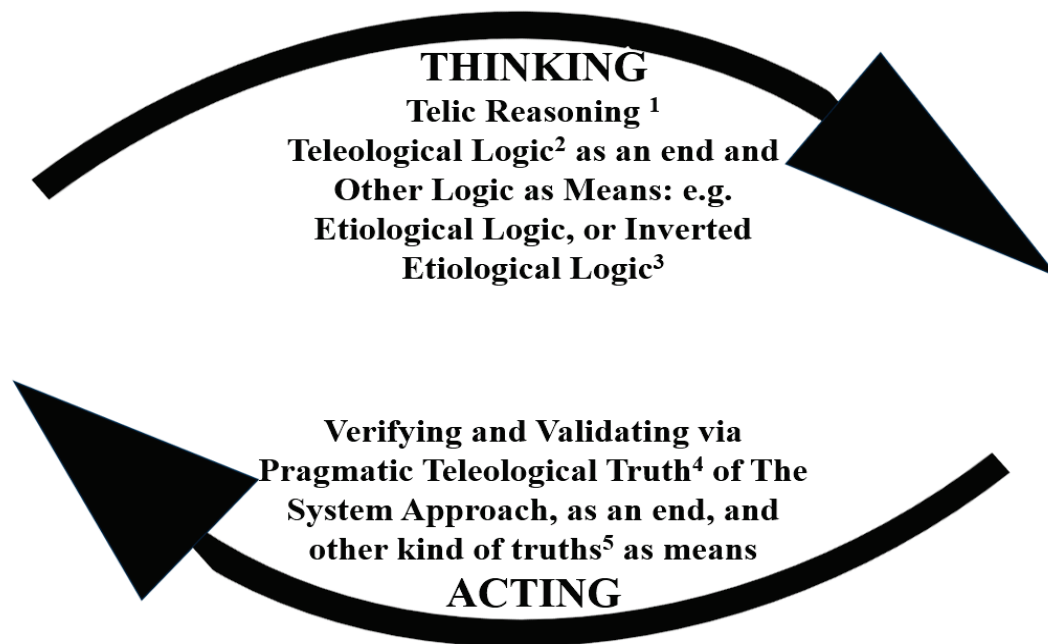 THINKING
Telic Reasoning ¹
Teleological Logic² as an end and
Other Logic as Means: e.g.
Etiological Logic, or Inverted
Etiological Logic³
Verifying and Validating via
Pragmatic Teleological Truth⁴ of The
System Approach, as an end, and
other kind of truths⁵ as means
ACTING